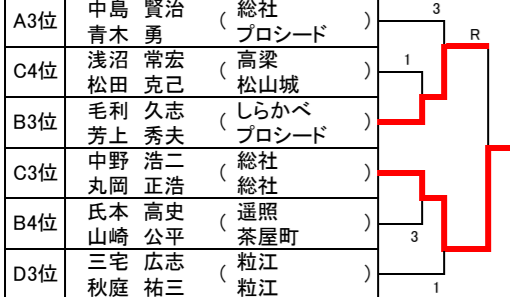 A3位 中島 賢治 ( 総社 ) 3
青木 勇 プロシード R
C4位 浅沼 常宏 ( 高梁 ) 1
松田 克己 松山城
B3位 毛利 久志 ( しらかべ )
芳上 秀夫 プロシード
C3位 中野 浩二 ( 総社 )
丸岡 正浩 総社
B4位 氏本 高史 ( 遥照 )
山崎 公平 茶屋町 3
D3位 三宅 広志 ( 粒江 )
秋庭 祐三 粒江 1